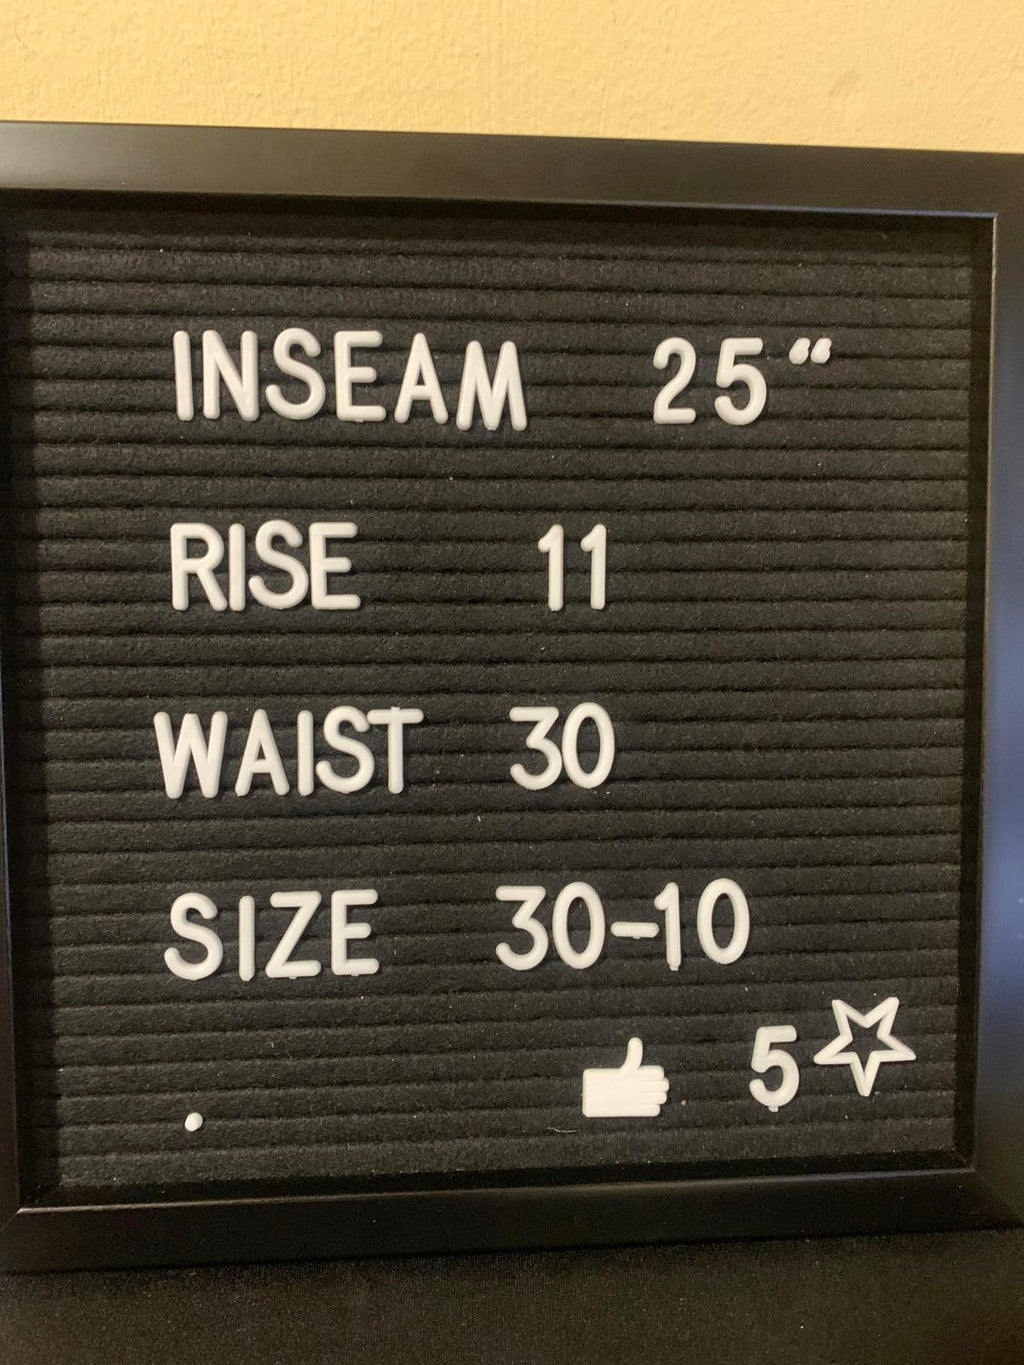 INSEAM 25“
RISE 11
WAIST 30
SIZE 30-10
. 👍 5☆